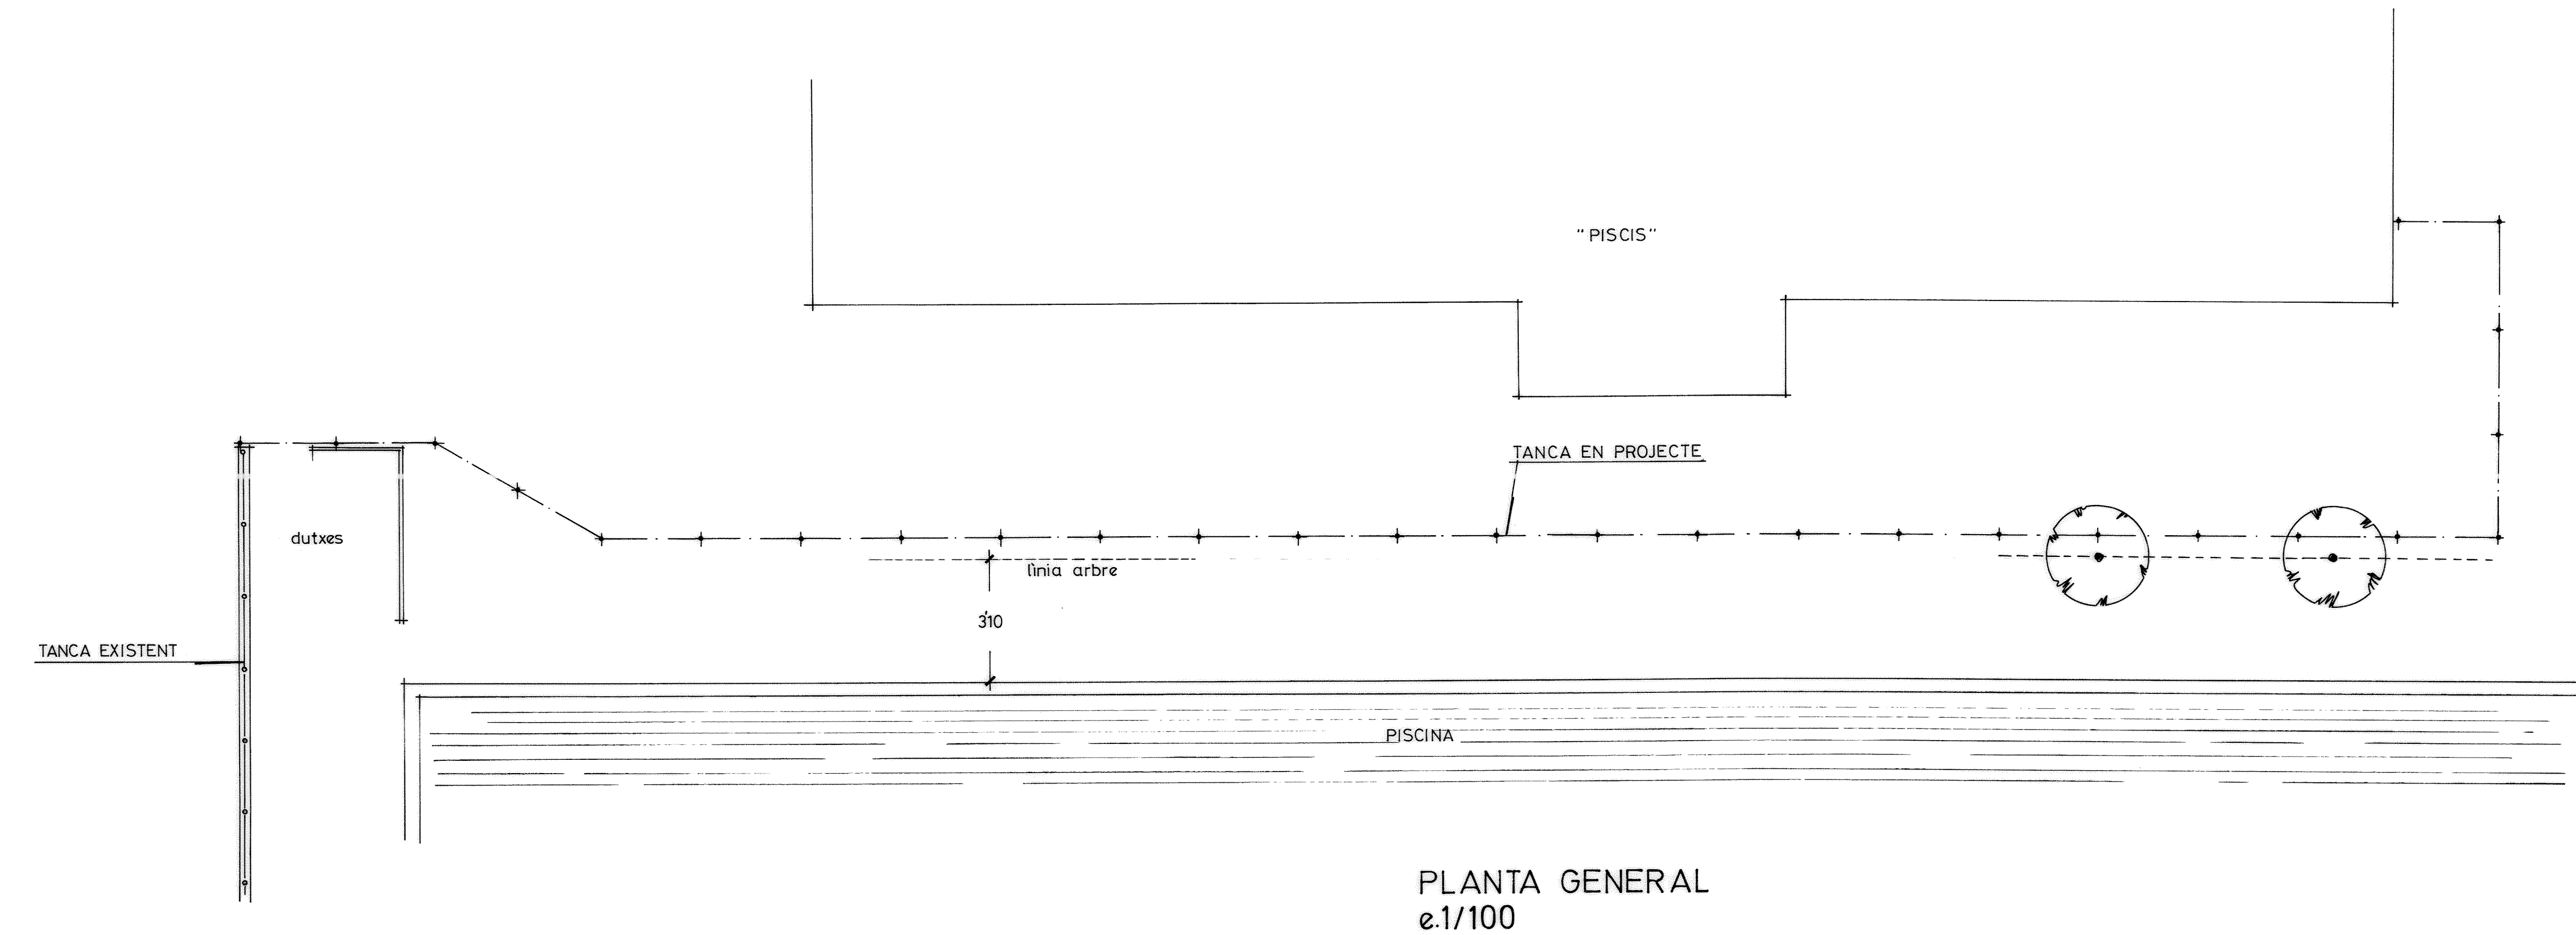 "PISCIS"
TANCA EN PROJECTE
dutxes
línia arbre
3'10
TANCA EXISTENT
PISCINA
PLANTA GENERAL
e.1/100